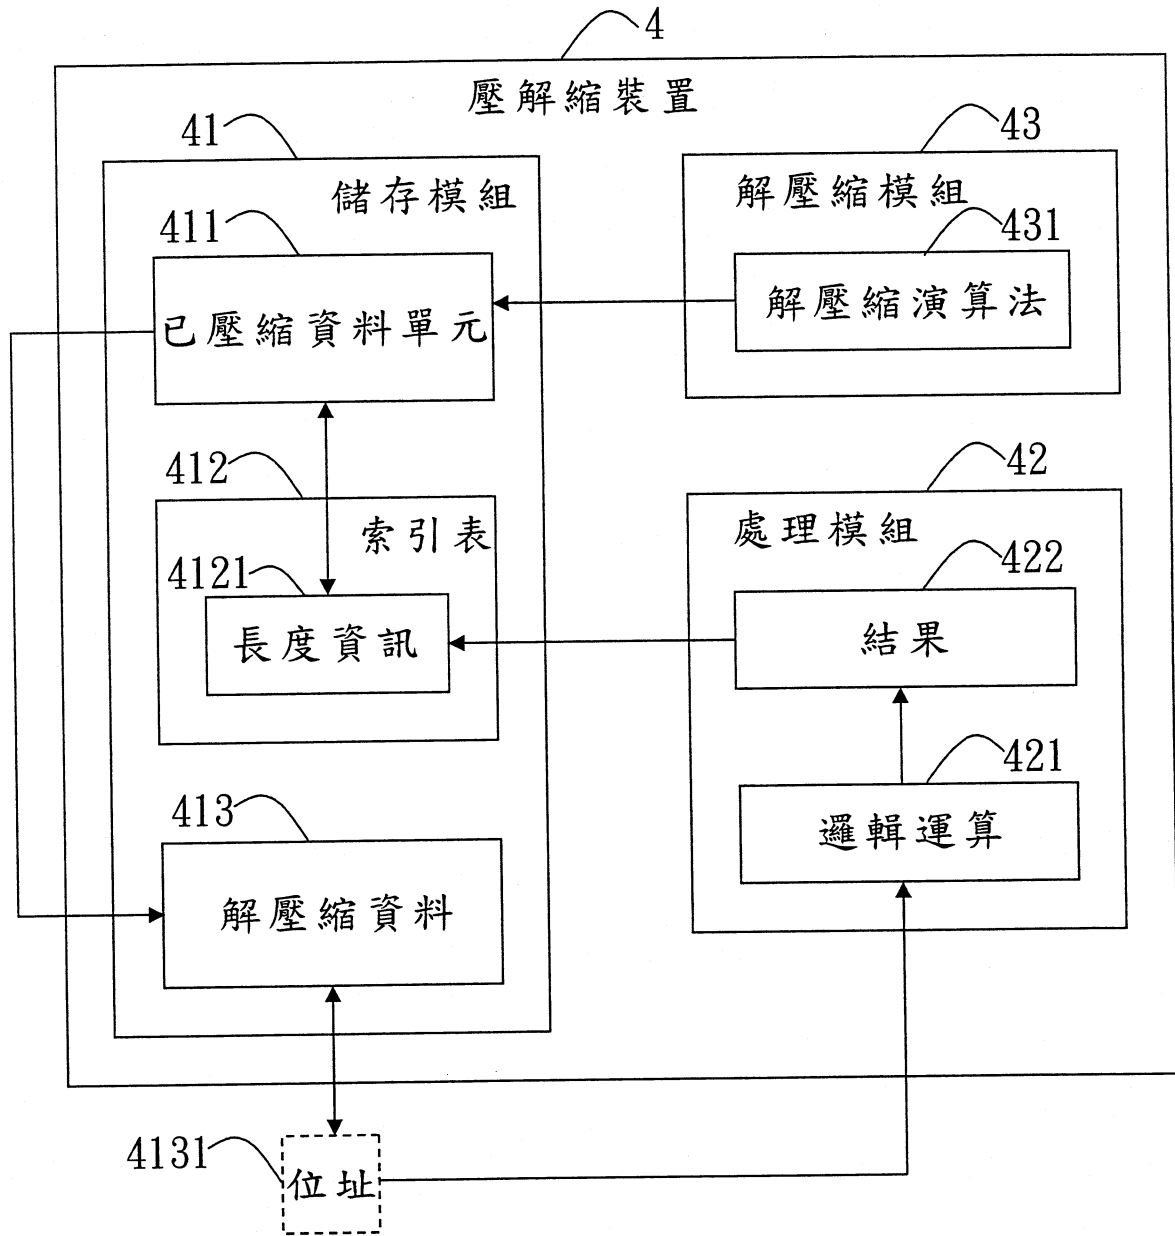 4
壓解縮裝置
41
儲存模組
411
已壓縮資料單元
412
索引表
4121
長度資訊
413
解壓縮資料
4131
位址
43
解壓縮模組
431
解壓縮演算法
42
處理模組
422
結果
421
邏輯運算